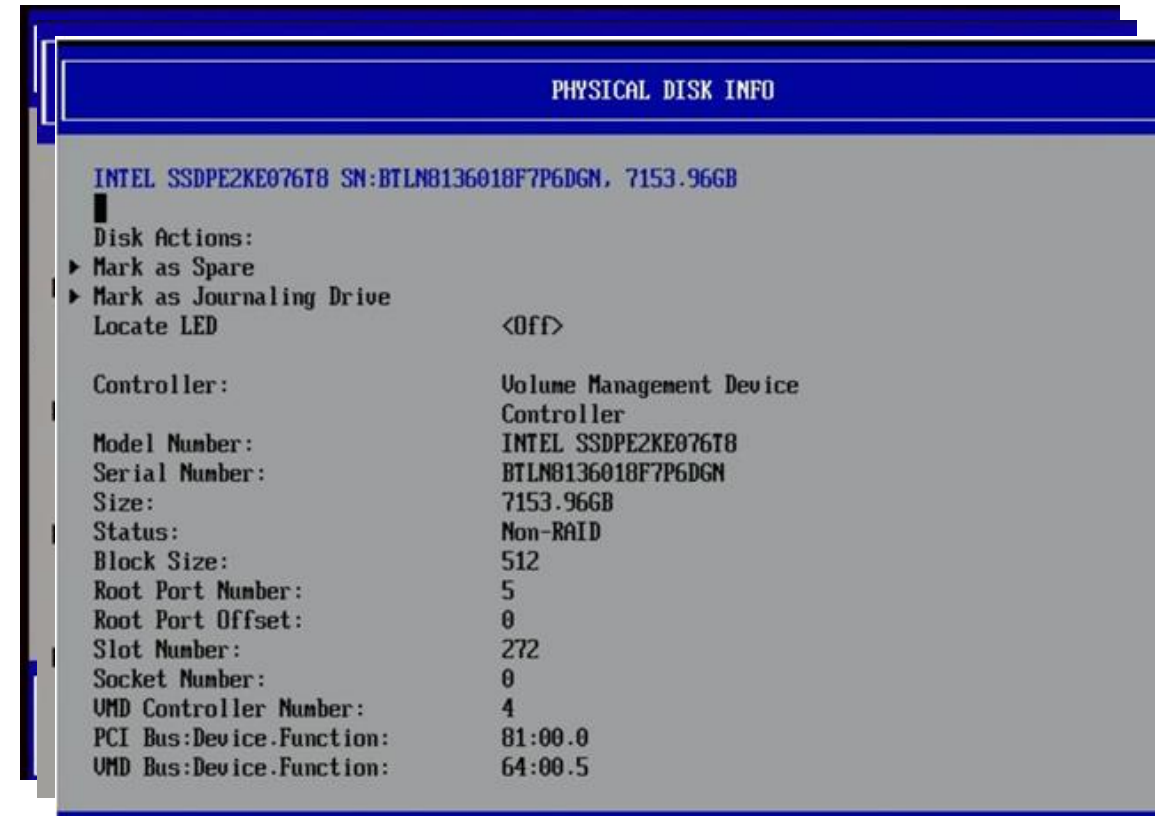 PHYSICAL DISK INFO
INTEL SSDPE2KE076T8 SN:BTLN8136018F7P6DGN, 7153.96GB
Disk Actions:
Mark as Spare
Mark as Journaling Drive
Locate LED <Off>
Controller: Volume Management Device
Controller
Model Number: INTEL SSDPE2KE076T8
Serial Number: BTLN8136018F7P6DGN
Size: 7153.96GB
Status: Non-RAID
Block Size: 512
Root Port Number: 5
Root Port Offset: 0
Slot Number: 272
Socket Number: 0
VMD Controller Number: 4
PCI Bus:Device.Function: 81:00.0
VMD Bus:Device.Function: 64:00.5